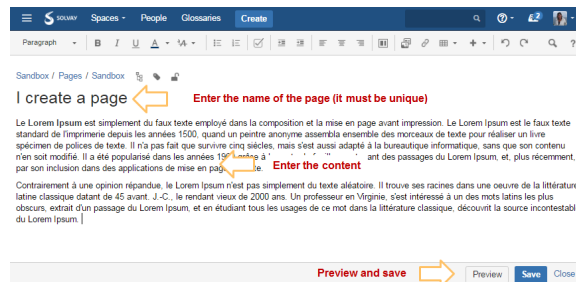 SOLVAY Spaces People Glossaries Create
Paragraph B I U A
Sandbox / Pages / Sandbox
I create a page Enter the name of the page (it must be unique)
Le Lorem Ipsum est simplement du faux texte employé dans la composition et la mise en page avant impression. Le Lorem Ipsum est le faux texte
standard de l'imprimerie depuis les années 1500, quand un peintre anonyme assembla ensemble des morceaux de texte pour réaliser un livre
spécimen de polices de texte. Il n'a pas fait que survivre cinq siècles, mais s'est aussi adapté à la bureautique informatique, sans que son contenu
n'en soit modifié. Il a été popularisé dans les années ant des passages du Lorem Ipsum, et, plus récemment,
par son inclusion dans des applications de mise en pag te.
Enter the content
Contrairement à une opinion répandue, le Lorem Ipsum n'est pas simplement du texte aléatoire. Il trouve ses racines dans une oeuvre de la littérature
latine classique datant de 45 avant. J.-C., le rendant vieux de 2000 ans. Un professeur en Virginie, s'est intéressé à un des mots latins les plus
obscurs, extrait d'un passage du Lorem Ipsum, et en étudiant tous les usages de ce mot dans la littérature classique, découvrit la source incontestabl
du Lorem Ipsum.
Preview and save Preview Save Close